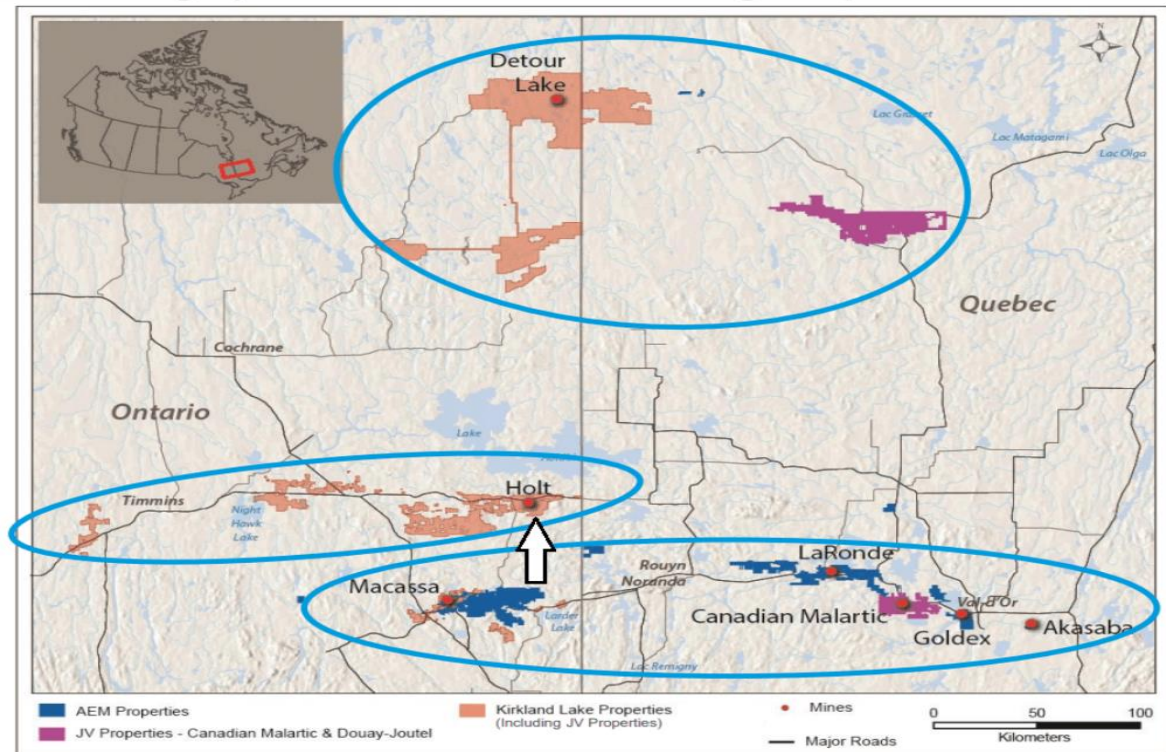 N
Detour
Lake
Lac Grasset
Lac Matagami
Lac Olga
Quebec
Cochrane
Ontario
Lake
Holt
Timmins
Night
Hawk
Lake
LaRonde
Rouyn
Noranda
Macassa
Val-d'Or
Larder
Lake
Canadian Malartic
Akasaba
Goldex
Lac Remigny
AEM Properties
JV Properties - Canadian Malartic & Douay-Joutel
Kirkland Lake Properties
(Including JV Properties)
Mines
Major Roads
0 50 100
Kilometers